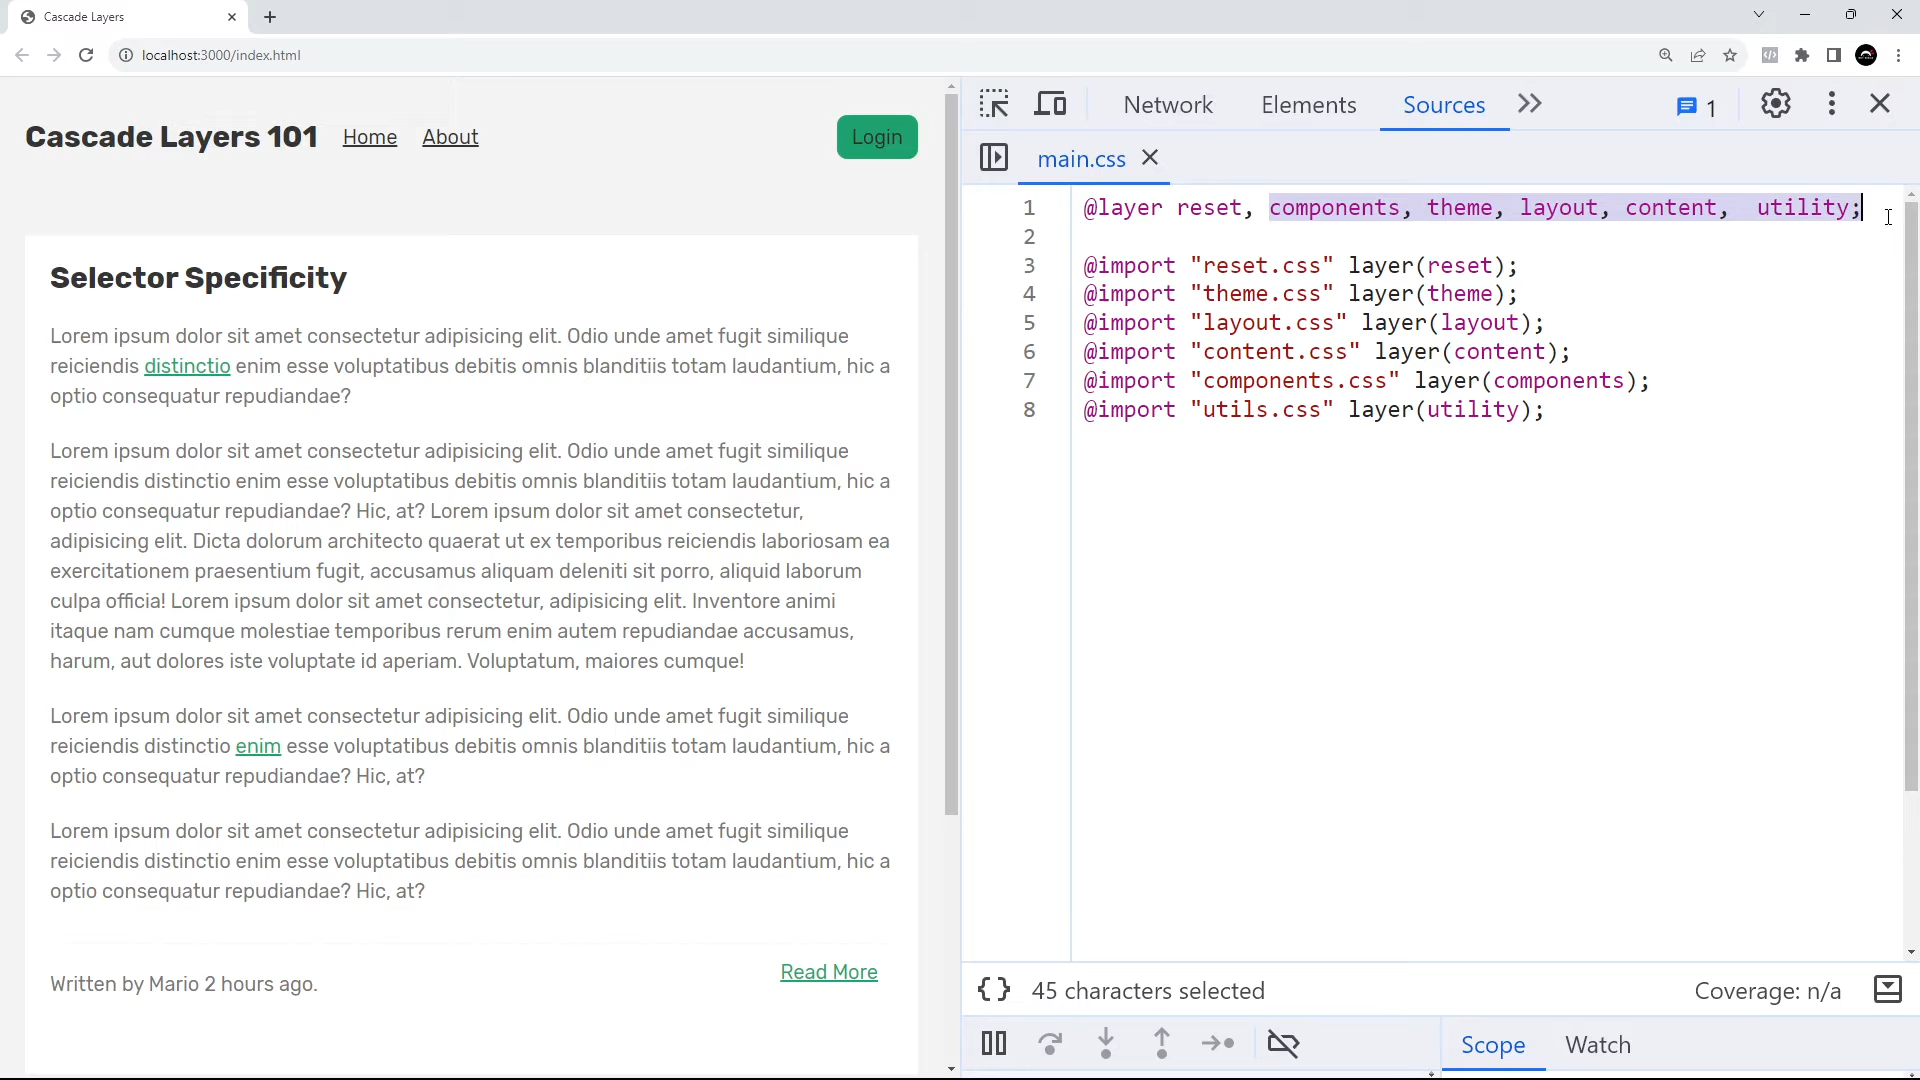 Cascade Layers
localhost:3000/index.html
Cascade Layers 101 Home About Login
Selector Specificity
Lorem ipsum dolor sit amet consectetur adipisicing elit. Odio unde amet fugit similique
reiciendis distinctio enim esse voluptatibus debitis omnis blanditiis totam laudantium, hic a
optio consequatur repudiandae?
Lorem ipsum dolor sit amet consectetur adipisicing elit. Odio unde amet fugit similique
reiciendis distinctio enim esse voluptatibus debitis omnis blanditiis totam laudantium, hic a
optio consequatur repudiandae? Hic, at? Lorem ipsum dolor sit amet consectetur,
adipisicing elit. Dicta dolorum architecto quaerat ut ex temporibus reiciendis laboriosam ea
exercitationem praesentium fugit, accusamus aliquam deleniti sit porro, aliquid laborum
culpa officia! Lorem ipsum dolor sit amet consectetur, adipisicing elit. Inventore animi
itaque nam cumque molestiae temporibus rerum enim autem repudiandae accusamus,
harum, aut dolores iste voluptate id aperiam. Voluptatum, maiores cumque!
Lorem ipsum dolor sit amet consectetur adipisicing elit. Odio unde amet fugit similique
reiciendis distinctio enim esse voluptatibus debitis omnis blanditiis totam laudantium, hic a
optio consequatur repudiandae? Hic, at?
Lorem ipsum dolor sit amet consectetur adipisicing elit. Odio unde amet fugit similique
reiciendis distinctio enim esse voluptatibus debitis omnis blanditiis totam laudantium, hic a
optio consequatur repudiandae? Hic, at?
Written by Mario 2 hours ago. Read More
Network Elements Sources 1
main.css
1 @layer reset, components, theme, layout, content,  utility;
2
3 @import "reset.css" layer(reset);
4 @import "theme.css" layer(theme);
5 @import "layout.css" layer(layout);
6 @import "content.css" layer(content);
7 @import "components.css" layer(components);
8 @import "utils.css" layer(utility);
{} 45 characters selected Coverage: n/a
Scope Watch